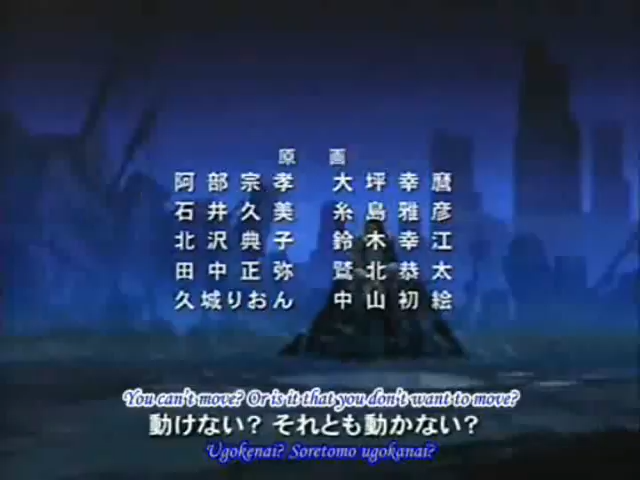 原 画
阿部宗孝 大坪幸麿
石井久美 糸島雅彦
北沢典子 鈴木幸江
田中正弥 鷲北恭太
久城りおん 中山初絵
You can't move? Or is it that you don't want to move?
動けない？ それとも動かない？
Ugokenai? Soretomo ugokanai?